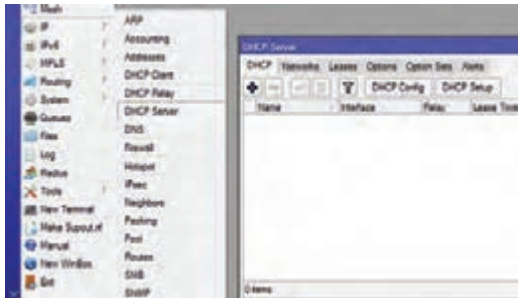 Mesh
IP
IPv6
MPLS
Routing
System
Queues
Files
Log
Radius
Tools
New Terminal
Make Supout.rif
Manual
New WinBox
Exit
ARP
Accounting
Addresses
DHCP Client
DHCP Relay
DHCP Server
DNS
Firewall
Hotspot
IPsec
Neighbors
Packing
Pool
Routes
SMB
SNMP
DHCP Server
DHCP Networks Leases Options Option Sets Alerts
DHCP Config DHCP Setup
Name Interface Relay Lease Time
0 items